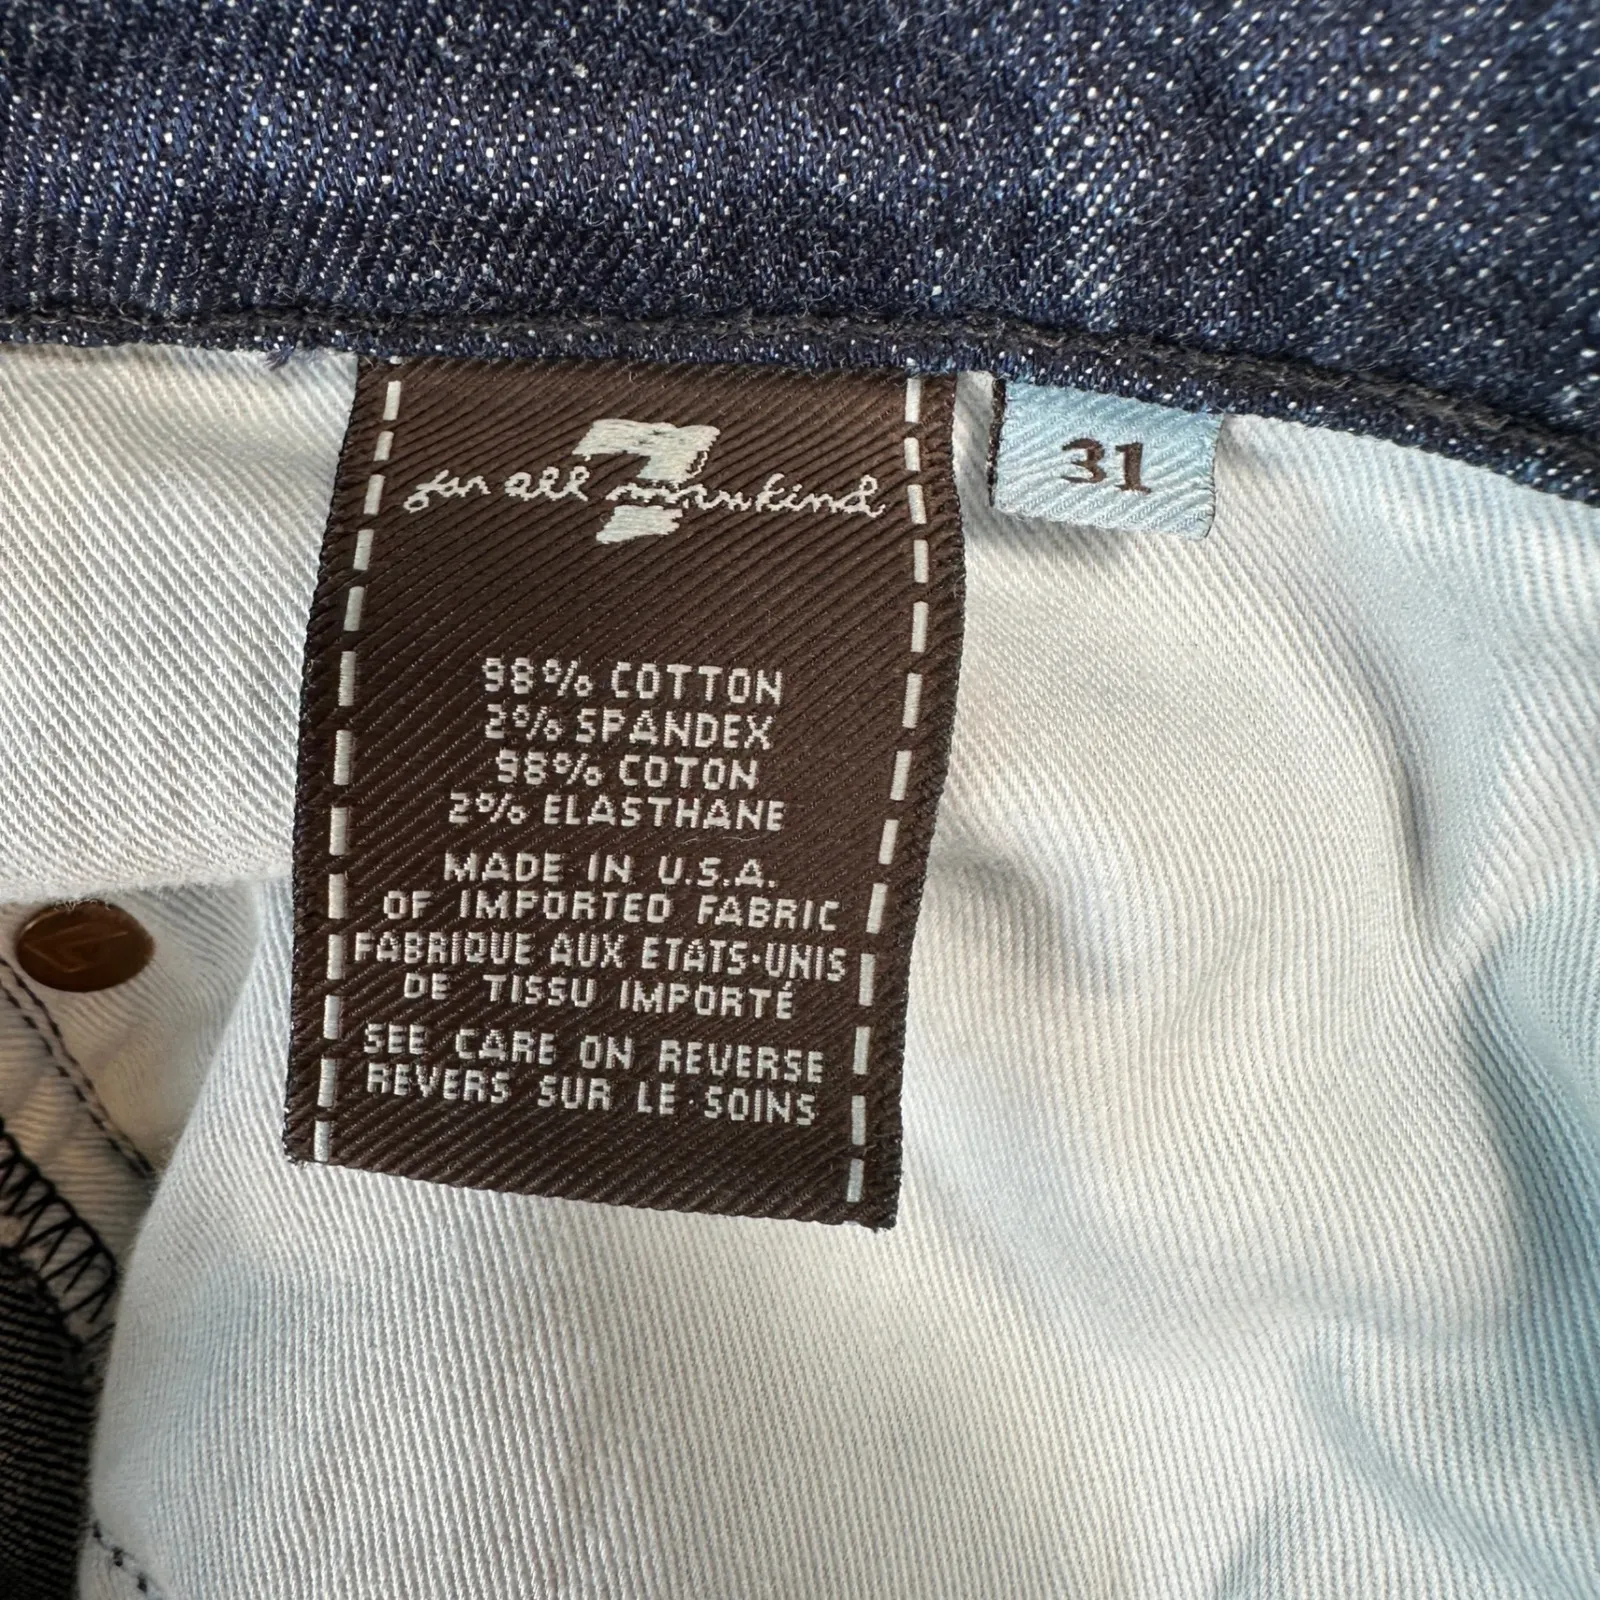 7
for all mankind
31
98% COTTON
2% SPANDEX
98% COTON
2% ELASTHANE
MADE IN U.S.A.
OF IMPORTED FABRIC
FABRIQUE AUX ETATS-UNIS
DE TISSU IMPORTÉ
SEE CARE ON REVERSE
REVERS SUR LE SOINS